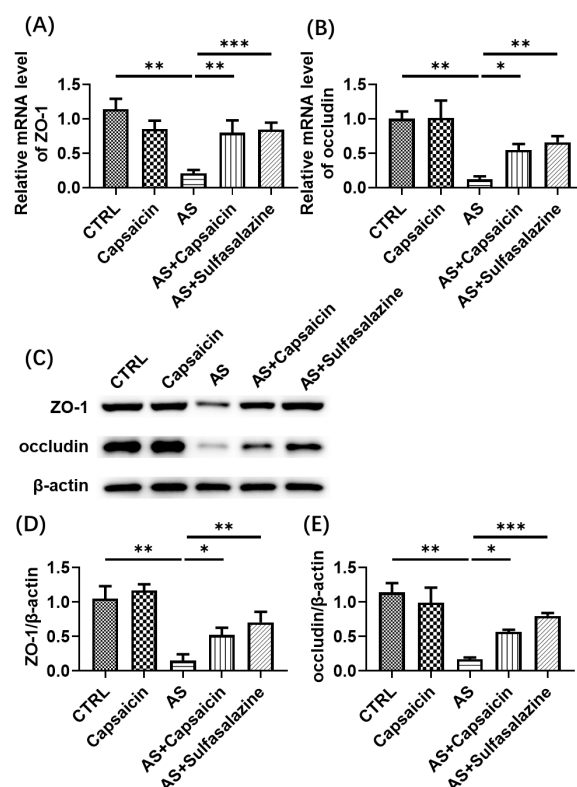 (A)
Relative mRNA level
of ZO-1
1.5
1.0
0.5
0.0
**
**
***
CTRL
Capsaicin
AS
AS+Capsaicin
AS+Sulfasalazine
(B)
Relative mRNA level
of occludin
1.5
1.0
0.5
0.0
**
*
**
CTRL
Capsaicin
AS
AS+Capsaicin
AS+Sulfasalazine
(C)
CTRL
Capsaicin
AS
AS+Capsaicin
AS+Sulfasalazine
ZO-1
occludin
β-actin
(D)
ZO-1/β-actin
1.5
1.0
0.5
0.0
**
*
**
CTRL
Capsaicin
AS
AS+Capsaicin
AS+Sulfasalazine
(E)
occludin/β-actin
1.5
1.0
0.5
0.0
**
*
***
CTRL
Capsaicin
AS
AS+Capsaicin
AS+Sulfasalazine